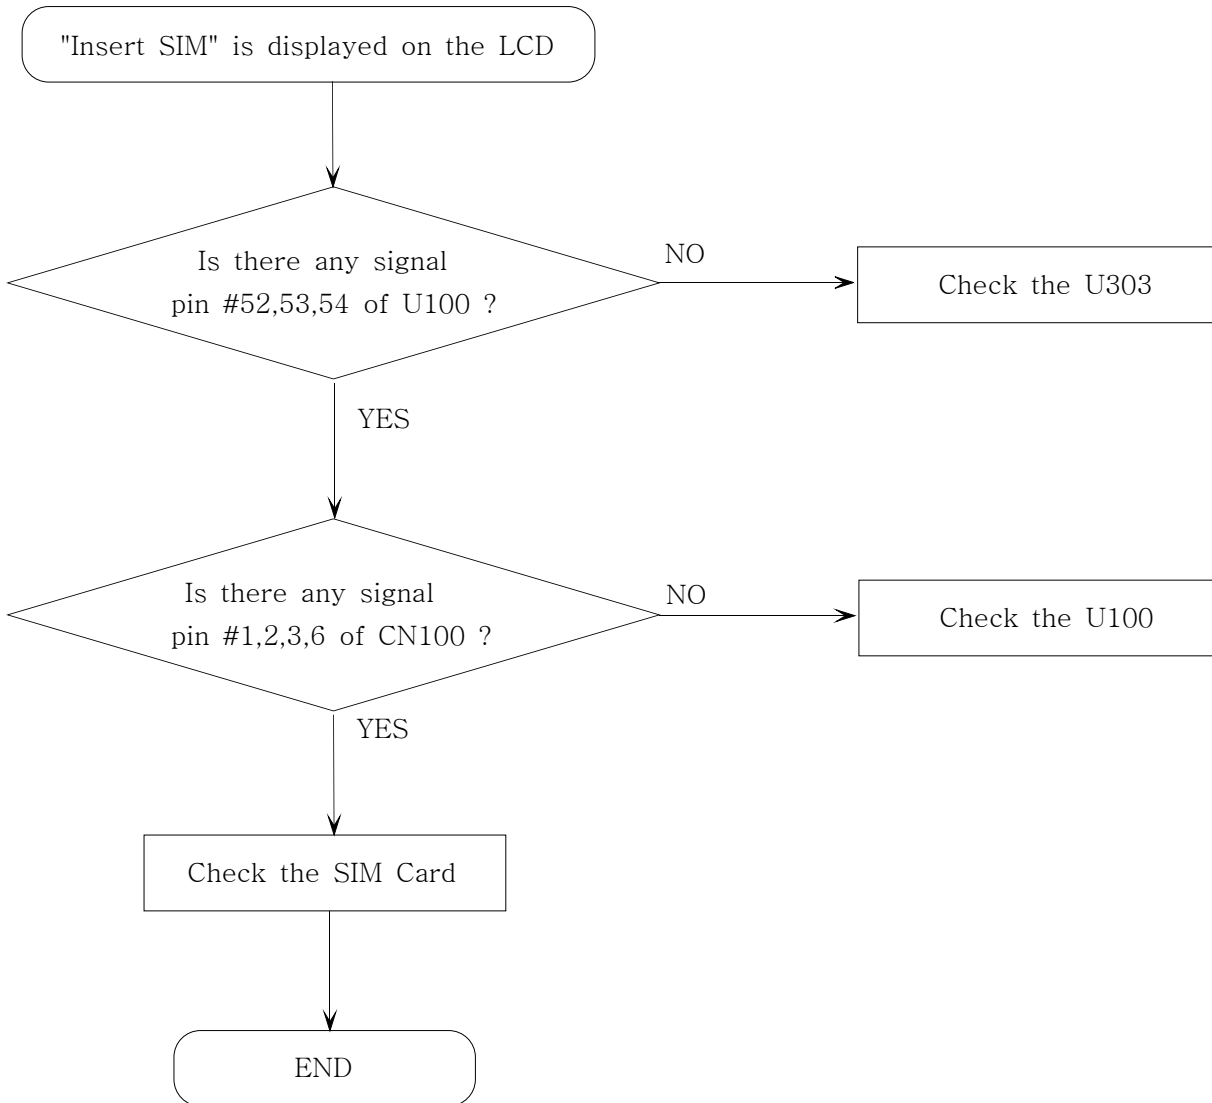 "Insert SIM" is displayed on the LCD
Is there any signal
pin #52,53,54 of U100 ?
NO
Check the U303
YES
Is there any signal
pin #1,2,3,6 of CN100 ?
NO
Check the U100
YES
Check the SIM Card
END